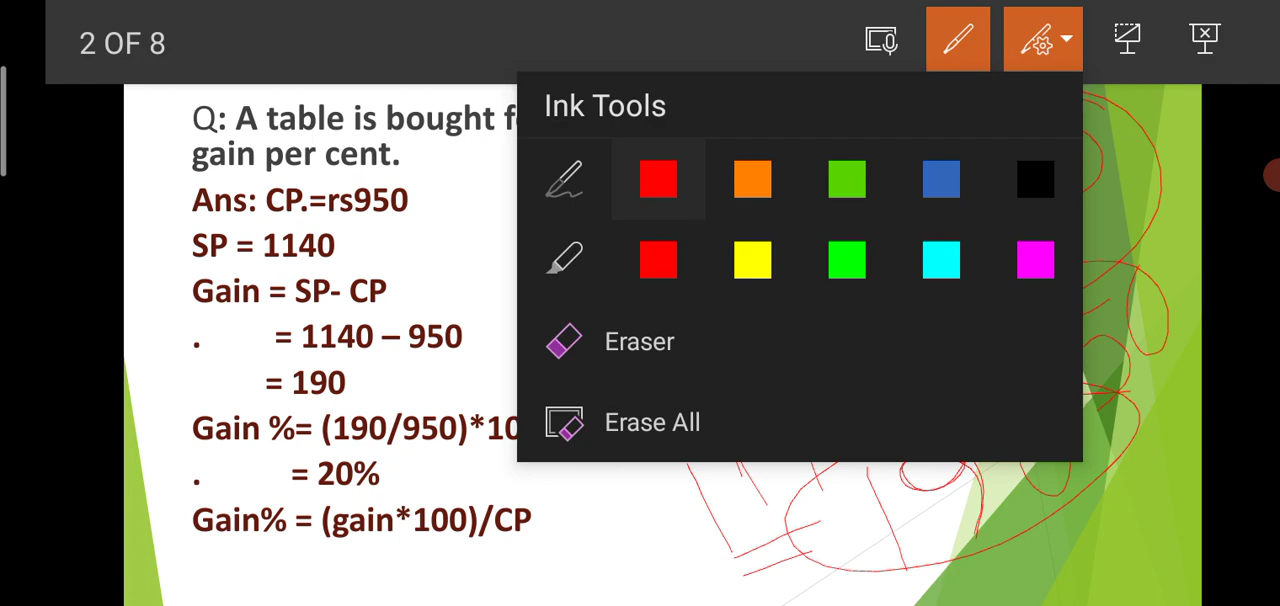 2 OF 8
Ink Tools
Q: A table is bought
gain per cent.
Ans: CP.=rs950
SP = 1140
Gain = SP- CP
. = 1140 – 950
= 190
Gain %= (190/950)*10
. = 20%
Gain% = (gain*100)/CP
Eraser
Erase All